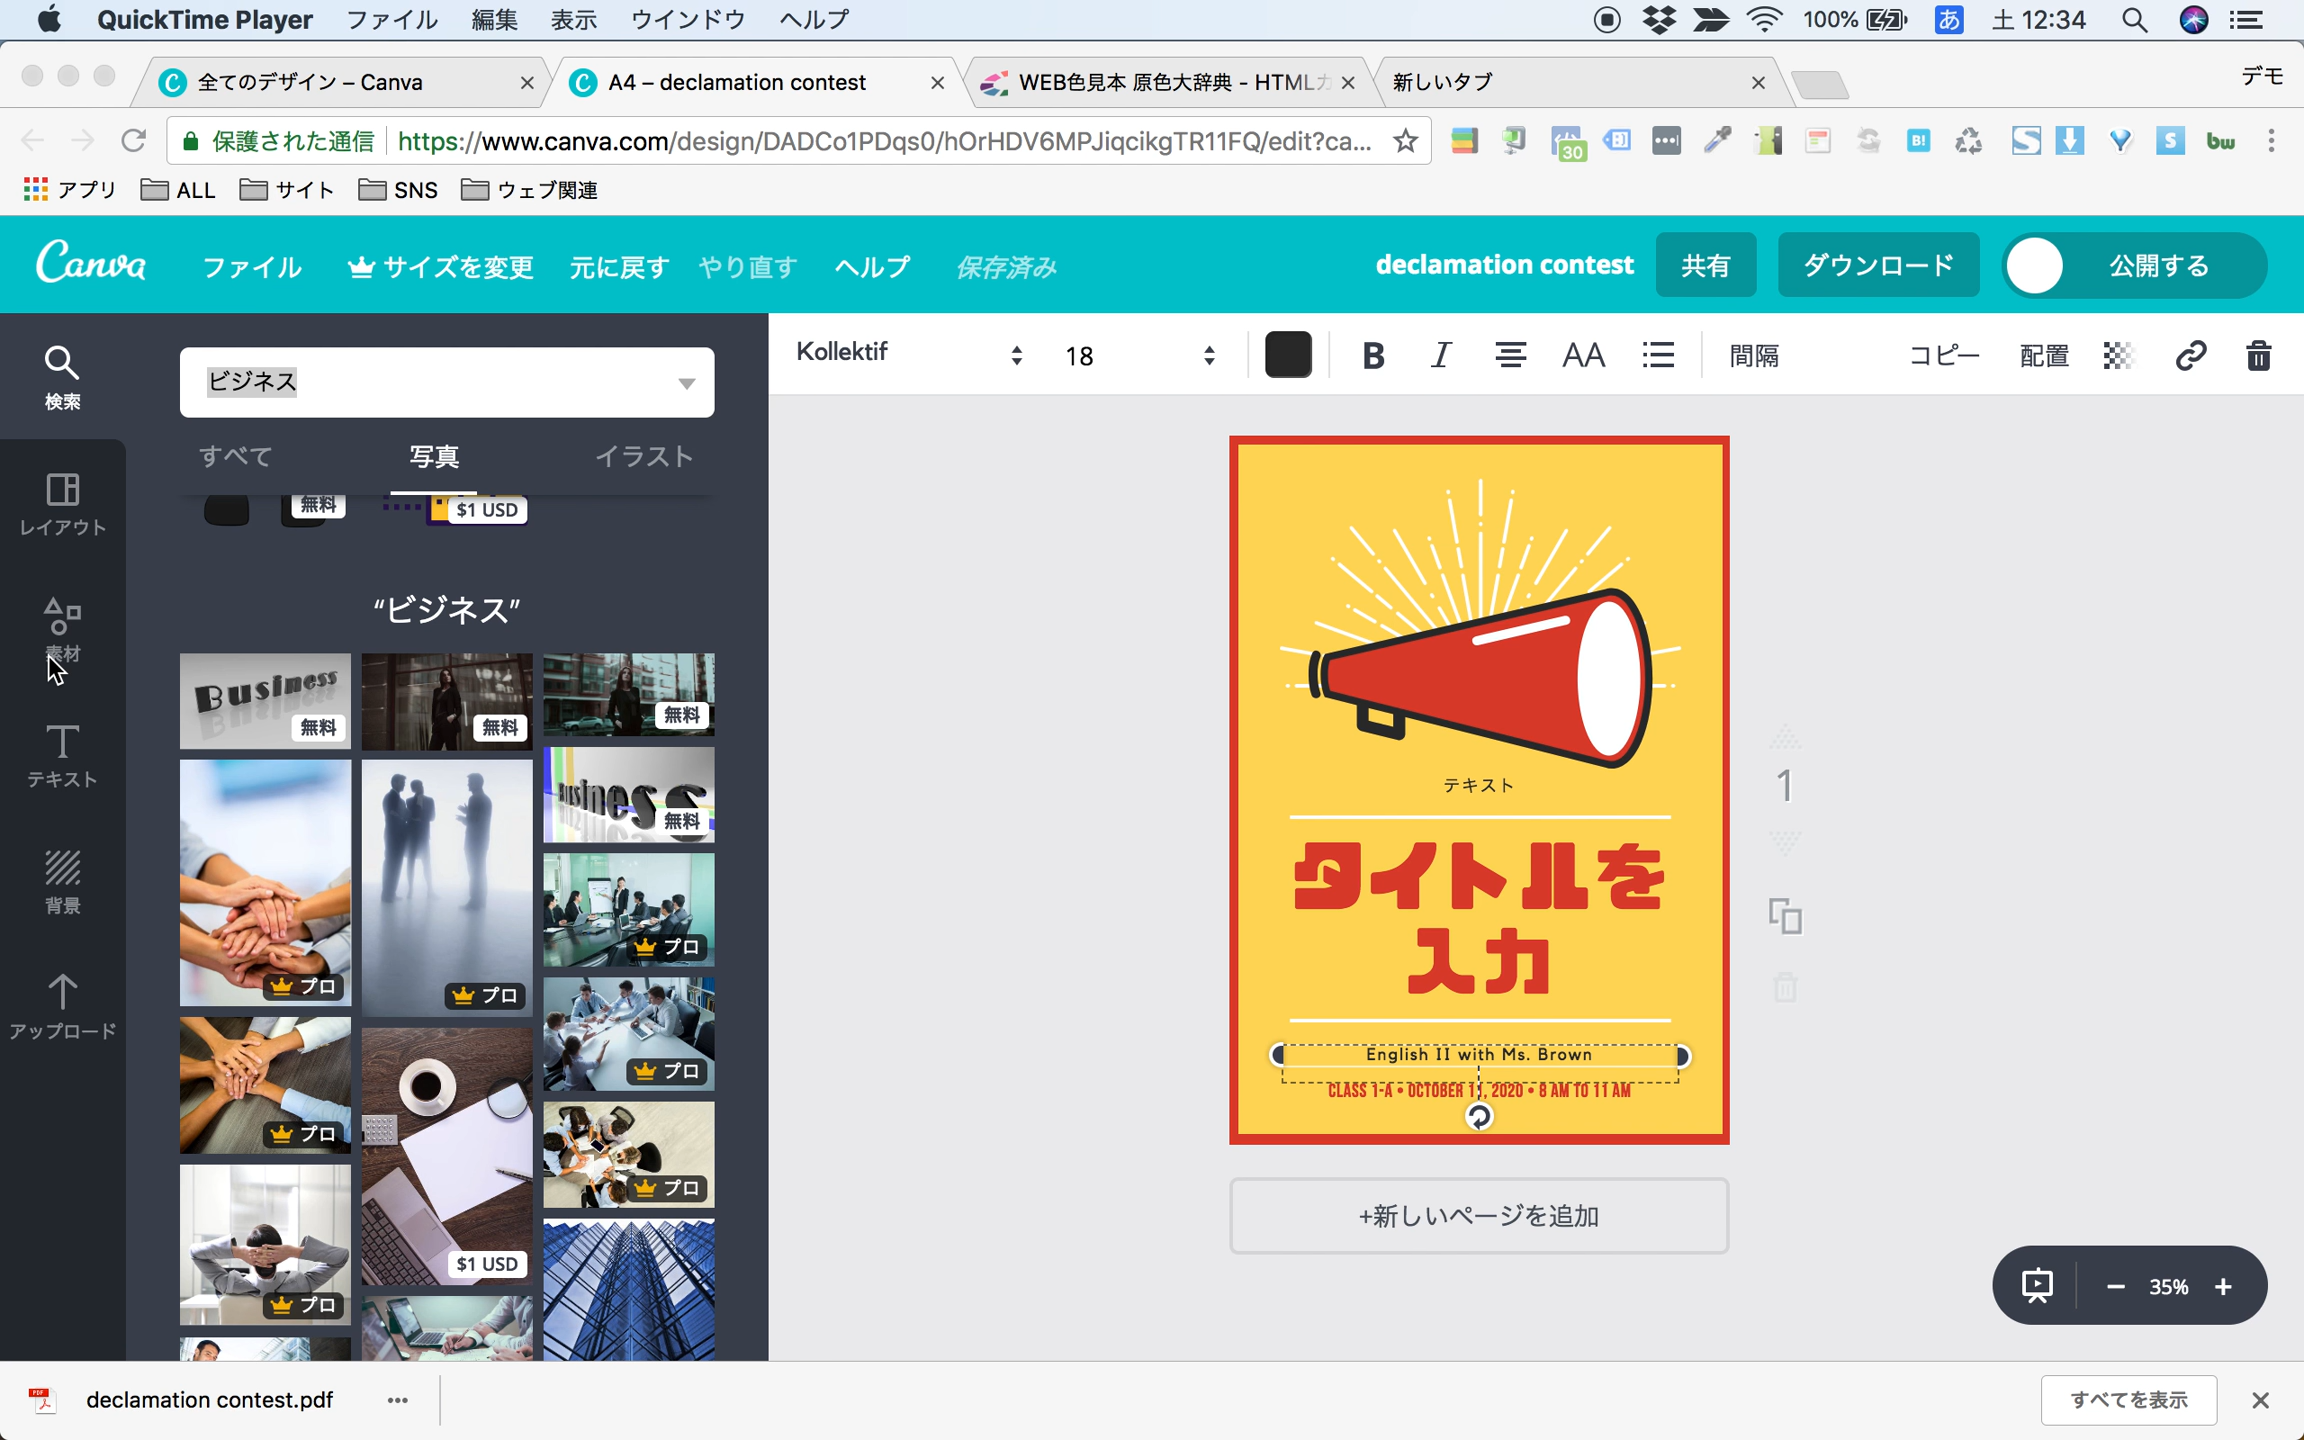 QuickTime Player ファイル 編集 表示 ウインドウ ヘルプ 100% あ 土 12:34
全てのデザイン – Canva
A4 – declamation contest
WEB色見本 原色大辞典 - HTML
新しいタブ
デモ
保護された通信 https://www.canva.com/design/DADCo1PDqs0/hOrHDV6MPJiqcikgTR11FQ/edit?ca...
30
B!
S
S
bw
アプリ ALL サイト SNS ウェブ関連
Canva ファイル サイズを変更 元に戻す やり直す ヘルプ 保存済み declamation contest 共有 ダウンロード 公開する
検索
レイアウト
素材
テキスト
背景
アップロード
ビジネス
すべて 写真 イラスト
無料 $1 USD
“ビジネス”
Business
無料
無料
無料
Business
無料
プロ
プロ
プロ
プロ
プロ
プロ
プロ
$1 USD
Kollektif 18 B I AA 間隔 コピー 配置
テキスト
タイトルを
入力
English II with Ms. Brown
CLASS 1-A • OCTOBER 11, 2020 • 8 AM TO 11 AM
1
+新しいページを追加
− 35% +
PDF
declamation contest.pdf
すべてを表示